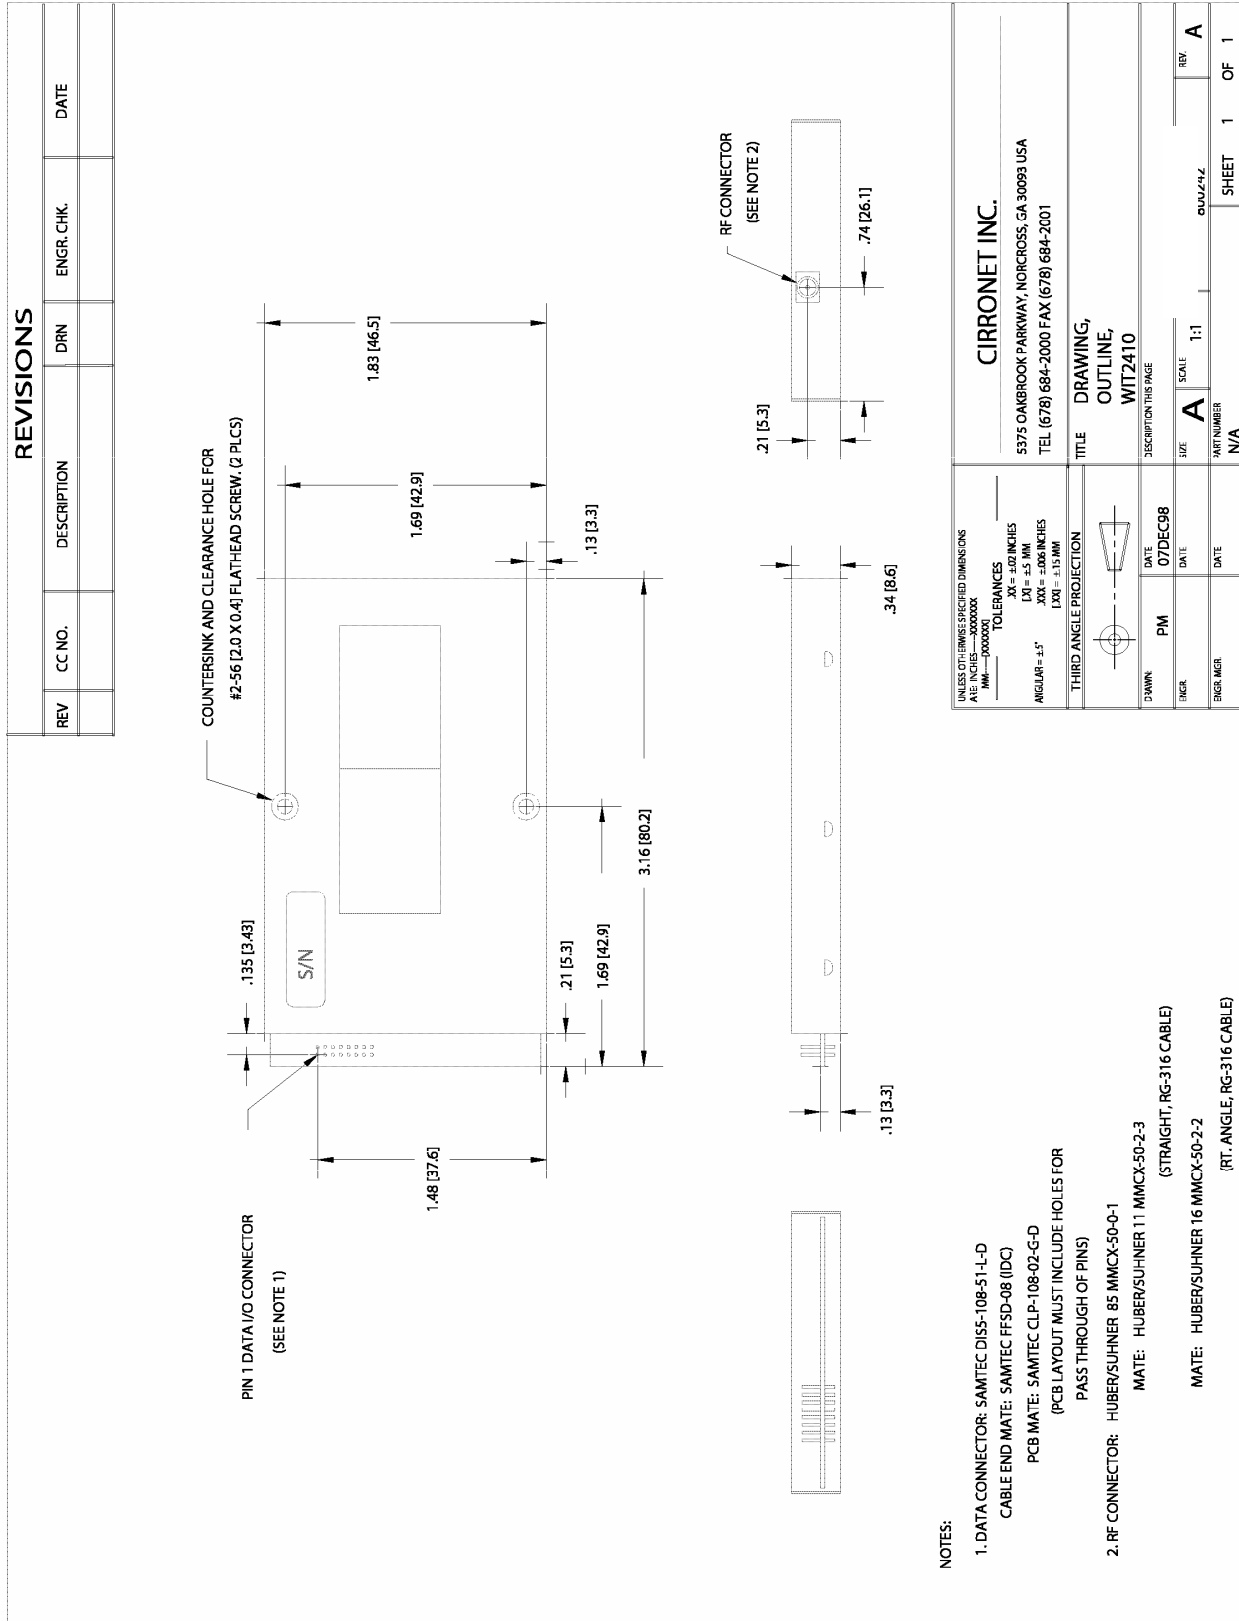 REVISIONS
REV CC NO. DESCRIPTION DRN ENGR. CHK. DATE
COUNTERSINK AND CLEARANCE HOLE FOR
#2-56 [2.0 X 0.4] FLATHEAD SCREW. (2 PLCS)
PIN 1 DATA I/O CONNECTOR
(SEE NOTE 1)
.135 [3.43]
S/N
1.83 [46.5]
1.69 [42.9]
.13 [3.3]
1.48 [37.6]
.21 [5.3]
1.69 [42.9]
3.16 [80.2]
RF CONNECTOR
(SEE NOTE 2)
.21 [5.3]
.74 [26.1]
.34 [8.6]
.13 [3.3]
NOTES:
1. DATA CONNECTOR: SAMTEC DIS5-108-51-L-D
CABLE END MATE: SAMTEC FFSD-08 (IDC)
PCB MATE: SAMTEC CLP-108-02-G-D
(PCB LAYOUT MUST INCLUDE HOLES FOR
PASS THROUGH OF PINS)
2. RF CONNECTOR: HUBER/SUHNER 85 MMCX-50-0-1
MATE: HUBER/SUHNER 11 MMCX-50-2-3
(STRAIGHT, RG-316 CABLE)
MATE: HUBER/SUHNER 16 MMCX-50-2-2
(RT. ANGLE, RG-316 CABLE)
UNLESS OTHERWISE SPECIFIED DIMENSIONS
ARE: INCHES----.XXXXXXX
MM----[XXXXXX]
TOLERANCES
.XX = ±.02 INCHES
[.X] = ±.5 MM
.XXX = ±.006 INCHES
[.XX] = ±.15 MM
ANGULAR = ±.5°
THIRD ANGLE PROJECTION
DRAWN: PM DATE 07DEC98
ENGR. DATE
ENGR. MGR. DATE
CIRRONET INC.
5375 OAKBROOK PARKWAY, NORCROSS, GA 30093 USA
TEL (678) 684-2000 FAX (678) 684-2001
TITLE DRAWING,
OUTLINE,
WIT2410
DESCRIPTION THIS PAGE
SIZE A SCALE 1:1 800242 REV. A
PART NUMBER N/A SHEET 1 OF 1